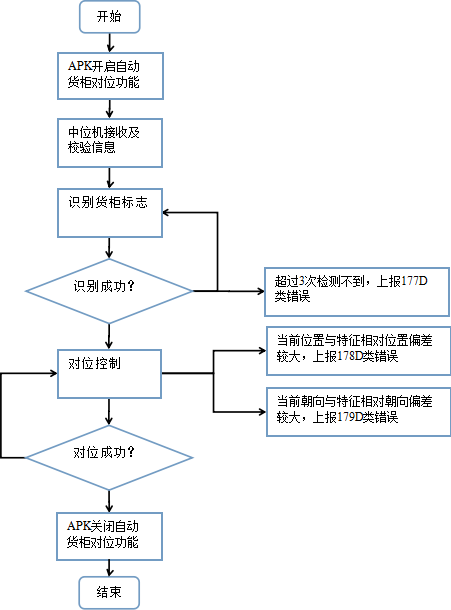 开始
APK开启自动
货柜对位功能
中位机接收及
校验信息
识别货柜标志
识别成功？
超过3次检测不到，上报177D
类错误
对位控制
当前位置与特征相对位置偏差
较大，上报178D类错误
当前朝向与特征相对朝向偏差
较大，上报179D类错误
对位成功？
APK关闭自动
货柜对位功能
结束